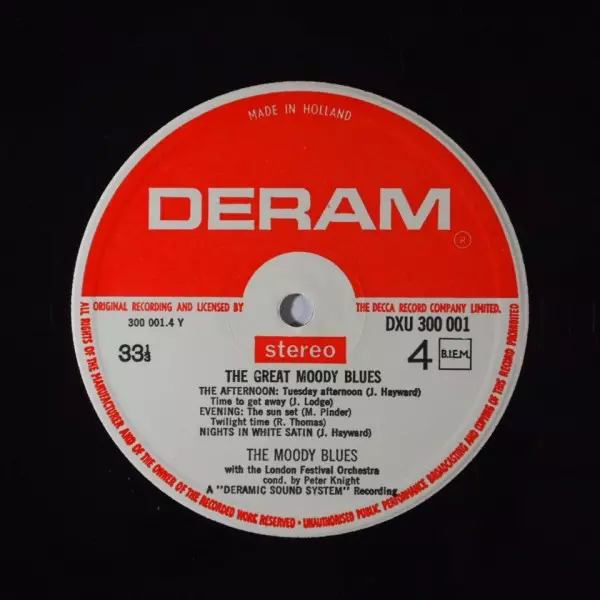 MADE IN HOLLAND
DERAM
®
ORIGINAL RECORDING AND LICENSED BY THE DECCA RECORD COMPANY LIMITED.
300 001.4 Y
DXU 300 001
33⅓
stereo
4
B.I.E.M.
THE GREAT MOODY BLUES
THE AFTERNOON: Tuesday afternoon (J. Hayward)
Time to get away (J. Lodge)
EVENING: The sun set (M. Pinder)
Twilight time (R. Thomas)
NIGHTS IN WHITE SATIN (J. Hayward)
THE MOODY BLUES
with the London Festival Orchestra
cond. by Peter Knight
A "DERAMIC SOUND SYSTEM" Recording
ALL RIGHTS OF THE MANUFACTURER AND OF THE OWNER OF THE RECORDED WORK RESERVED • UNAUTHORISED PUBLIC PERFORMANCE BROADCASTING AND COPYING OF THIS RECORD PROHIBITED